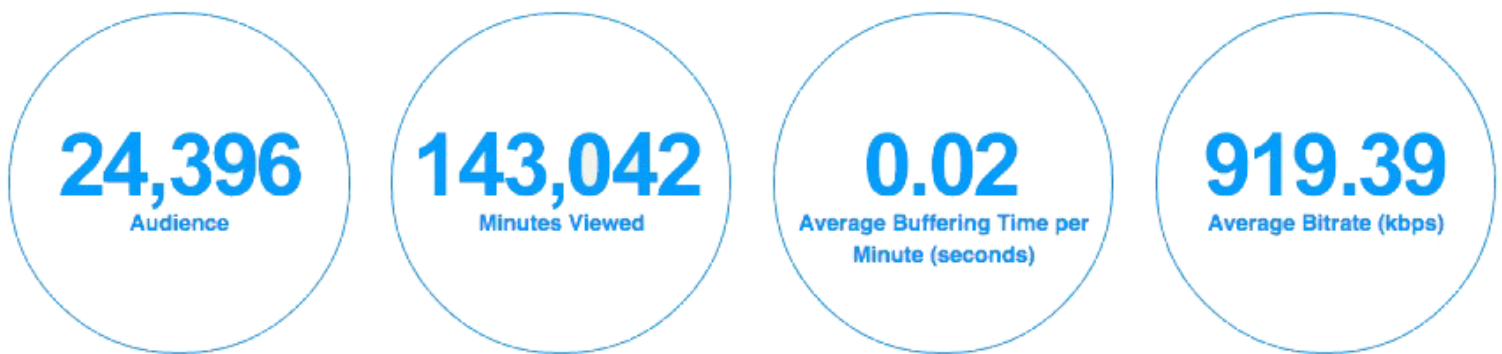 24,396
Audience
143,042
Minutes Viewed
0.02
Average Buffering Time per
Minute (seconds)
919.39
Average Bitrate (kbps)